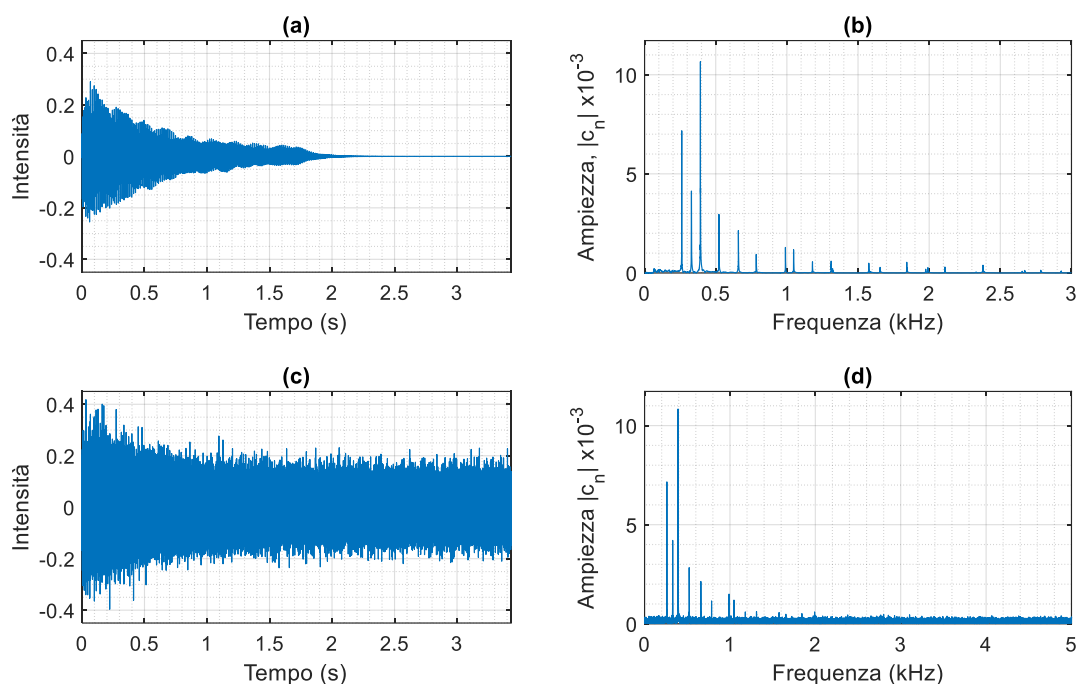 (a)
Intensità
0.4
0.2
0
-0.2
-0.4
0 0.5 1 1.5 2 2.5 3
Tempo (s)
(b)
Ampiezza, |c_n| x10^-3
10
5
0
0 0.5 1 1.5 2 2.5 3
Frequenza (kHz)
(c)
Intensità
0.4
0.2
0
-0.2
-0.4
0 0.5 1 1.5 2 2.5 3
Tempo (s)
(d)
Ampiezza |c_n| x10^-3
10
5
0
0 1 2 3 4 5
Frequenza (kHz)